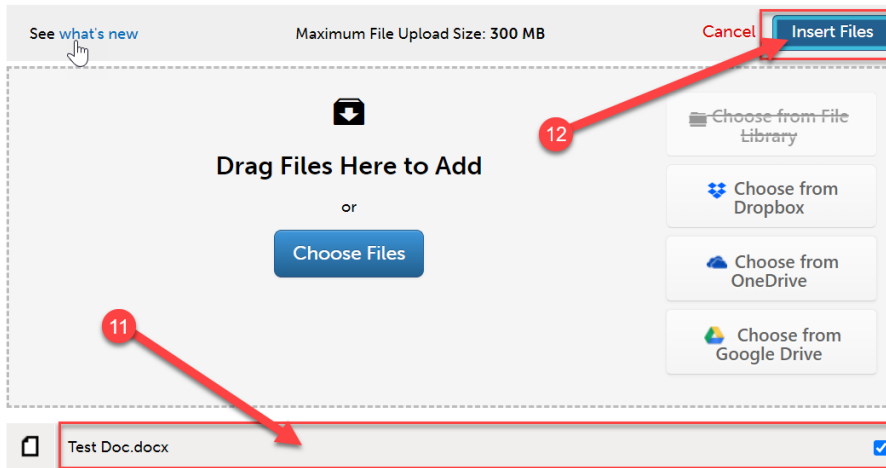 See what's new
Maximum File Upload Size: 300 MB
Cancel
Insert Files
12
Drag Files Here to Add
or
Choose Files
Choose from File
Library
Choose from
Dropbox
Choose from
OneDrive
Choose from
Google Drive
11
Test Doc.docx